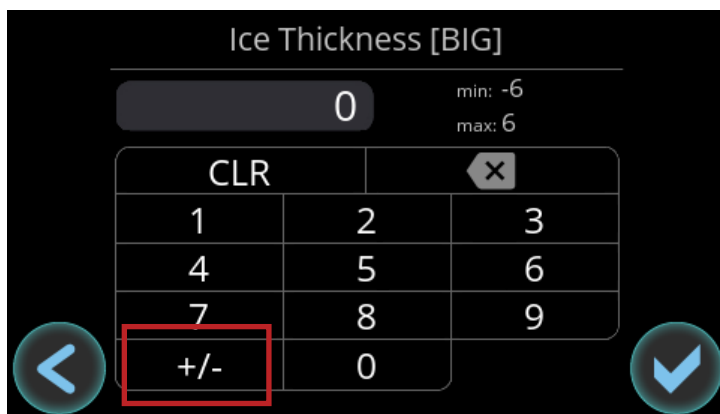 Ice Thickness [BIG]
0 min: -6
max: 6
CLR
1 2 3
4 5 6
7 8 9
+/- 0